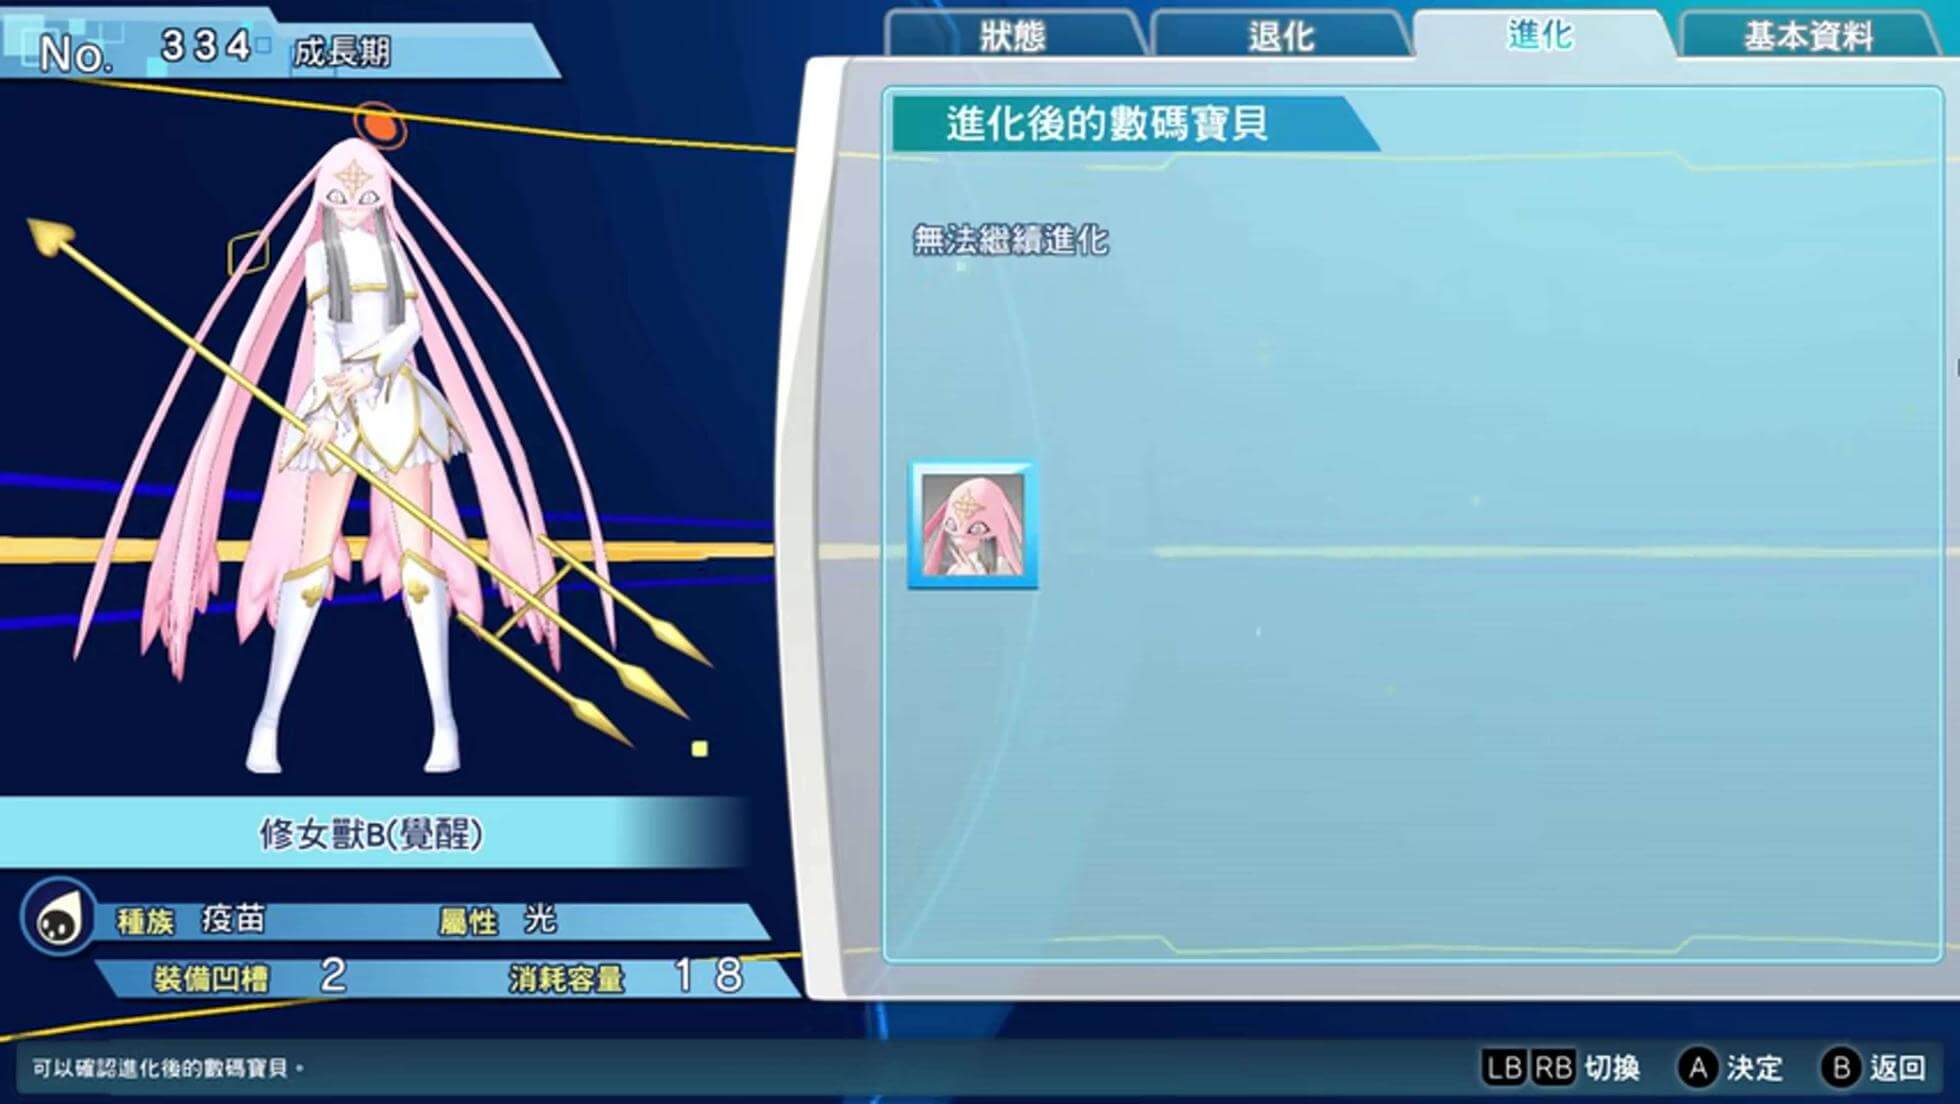 No. 334 成長期
狀態 退化 進化 基本資料
進化後的數碼寶貝
無法繼續進化
修女獸B(覺醒)
種族 疫苗 屬性 光
裝備凹槽 2 消耗容量 18
可以確認進化後的數碼寶貝。
LB RB 切換 A 決定 B 返回